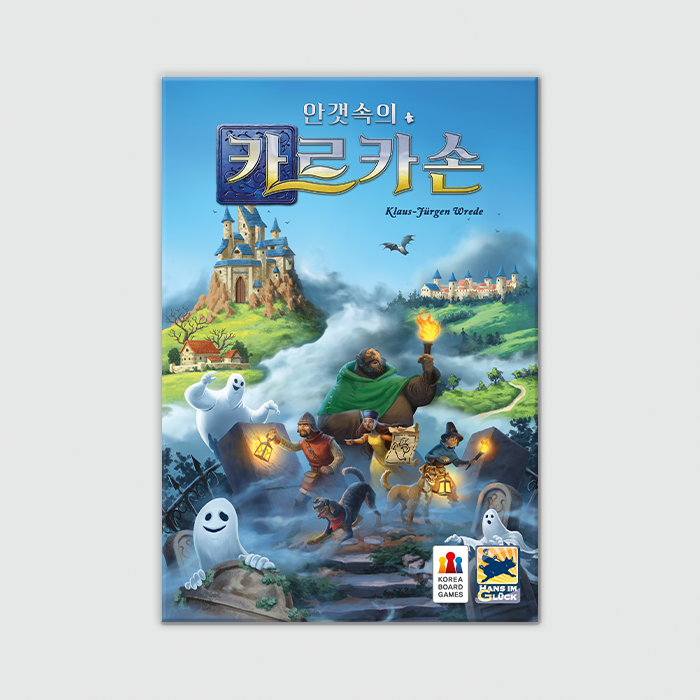 안갯속의
카르카손
Klaus-Jürgen Wrede
KOREA
BOARD
GAMES
HANS IM
GLÜCK